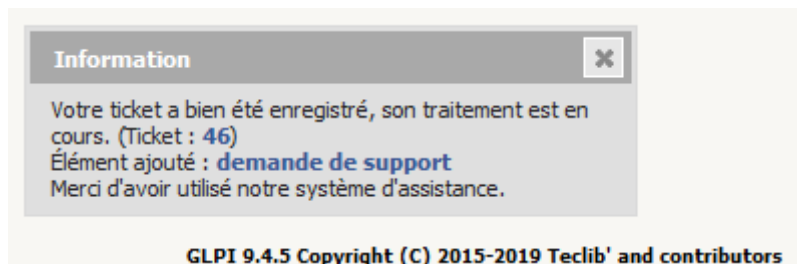 Information
Votre ticket a bien été enregistré, son traitement est en
cours. (Ticket : 46)
Élément ajouté : demande de support
Merci d'avoir utilisé notre système d'assistance.
GLPI 9.4.5 Copyright (C) 2015-2019 Teclib' and contributors